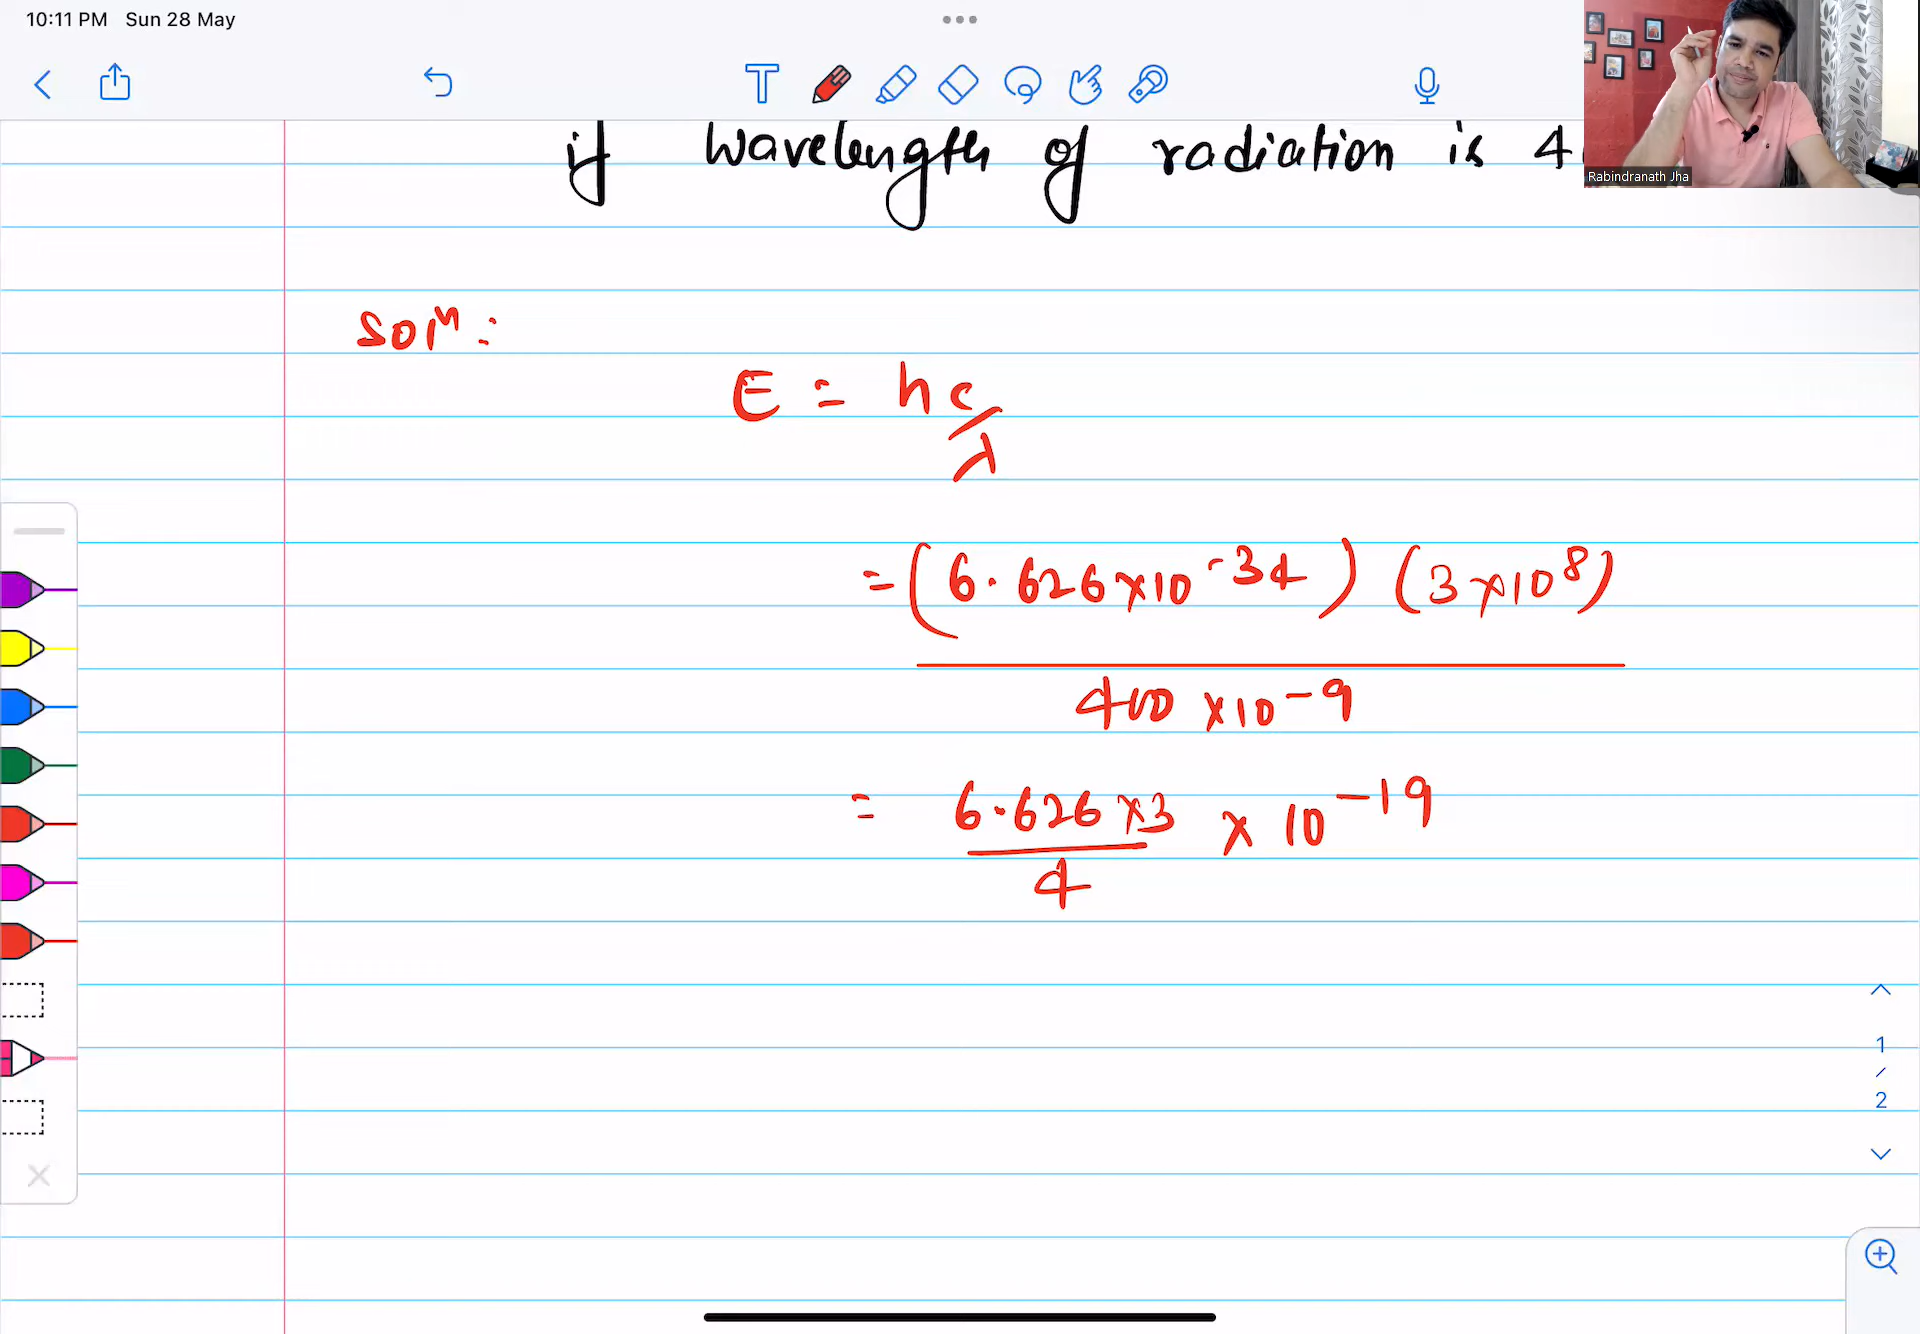 10:11 PM Sun 28 May
Rabindranath Jha
if wavelength of radiation is 4
Solⁿ :
E = hc/λ
= (6.626×10⁻³⁴) (3×10⁸)
400 ×10⁻⁹
= 6.626×3 × 10⁻¹⁹
4
1
/
2